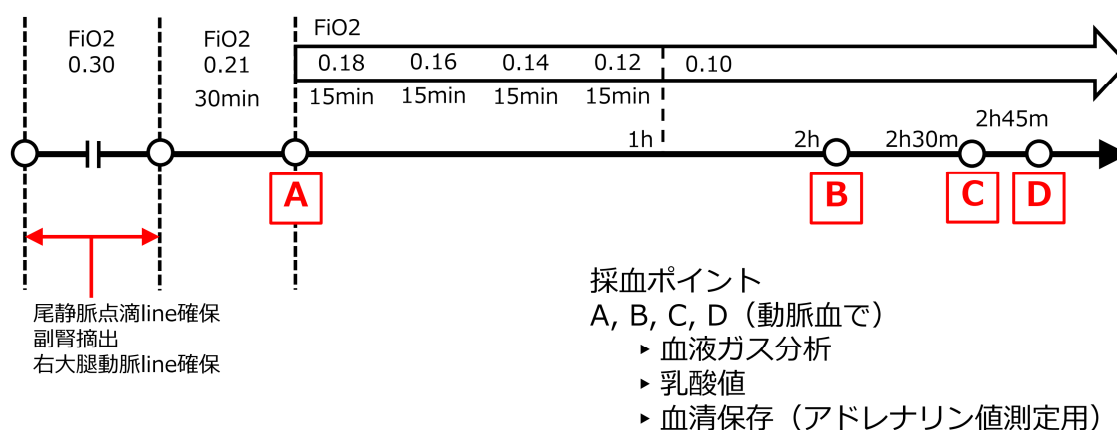 FiO2
0.30
FiO2
0.21
30min
FiO2
0.18 0.16 0.14 0.12 0.10
15min 15min 15min 15min
1h 2h 2h30m 2h45m
A B C D
尾静脈点滴line確保
副腎摘出
右大腿動脈line確保
採血ポイント
A, B, C, D（動脈血で）
‣ 血液ガス分析
‣ 乳酸値
‣ 血清保存（アドレナリン値測定用）